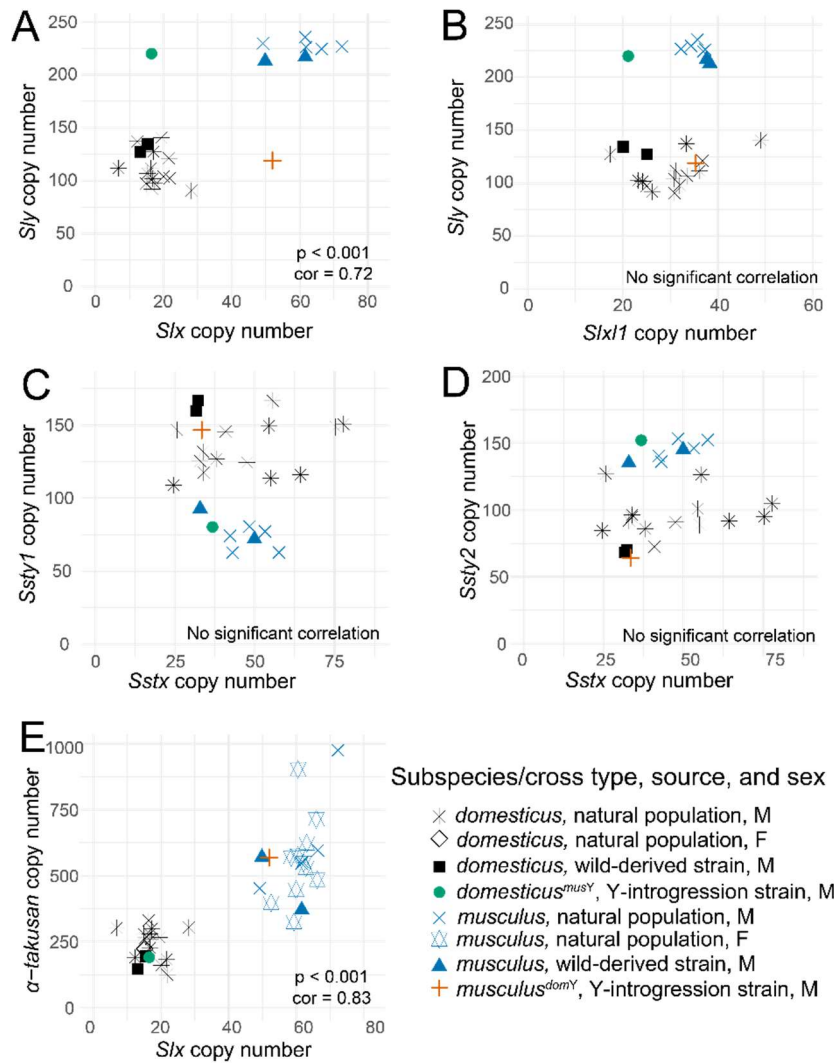 A
250
200
150
100
50
0
Sly copy number
p < 0.001
cor = 0.72
0 20 40 60 80
Slx copy number
B
250
200
150
100
50
0
Sly copy number
No significant correlation
0 20 40 60
Slxl1 copy number
C
150
100
50
0
Ssty1 copy number
No significant correlation
0 25 50 75
Sstx copy number
D
200
150
100
50
0
Ssty2 copy number
No significant correlation
0 25 50 75
Sstx copy number
E
1000
750
500
250
0
α-takusan copy number
p < 0.001
cor = 0.83
0 20 40 60 80
Slx copy number
Subspecies/cross type, source, and sex
domesticus, natural population, M
domesticus, natural population, F
domesticus, wild-derived strain, M
domesticusmusY, Y-introgression strain, M
musculus, natural population, M
musculus, natural population, F
musculus, wild-derived strain, M
musculusdomY, Y-introgression strain, M